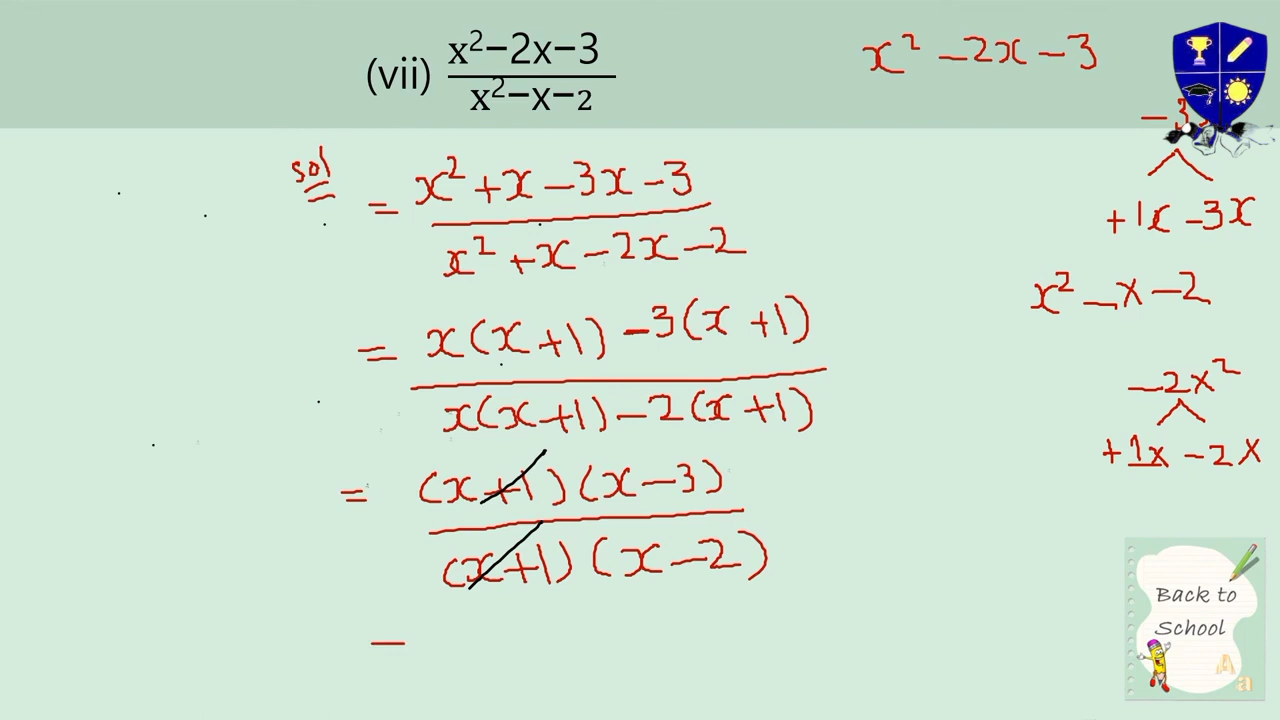 (vii) x²−2x−3
x²−x−2
sol
= x² + x − 3x − 3
x² + x − 2x − 2
= x(x + 1) − 3(x + 1)
x(x + 1) − 2(x + 1)
= (x + 1)(x − 3)
(x + 1)(x − 2)
—
x² − 2x − 3
+1x − 3x
x² − x − 2
−2x²
+1x − 2x
Back to
School
A
a